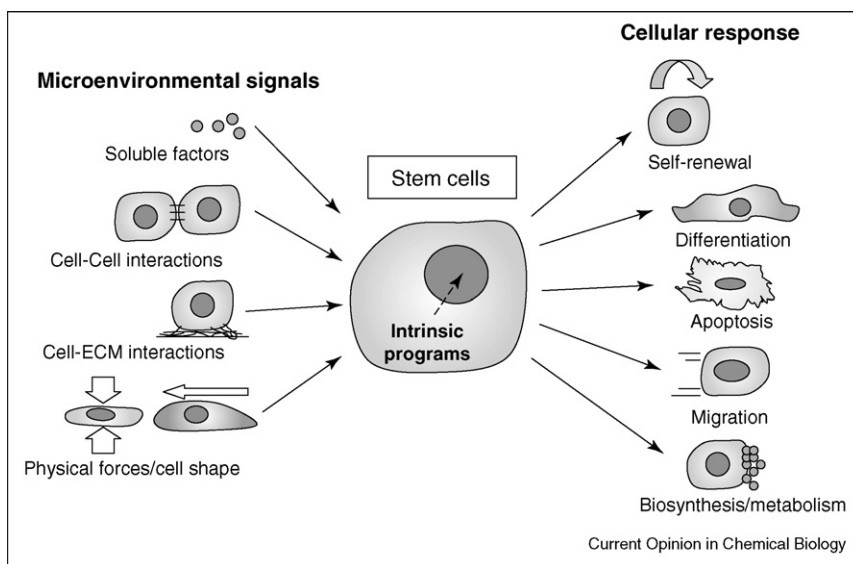 Microenvironmental signals
Soluble factors
Cell-Cell interactions
Cell-ECM interactions
Physical forces/cell shape
Stem cells
Intrinsic
programs
Cellular response
Self-renewal
Differentiation
Apoptosis
Migration
Biosynthesis/metabolism
Current Opinion in Chemical Biology